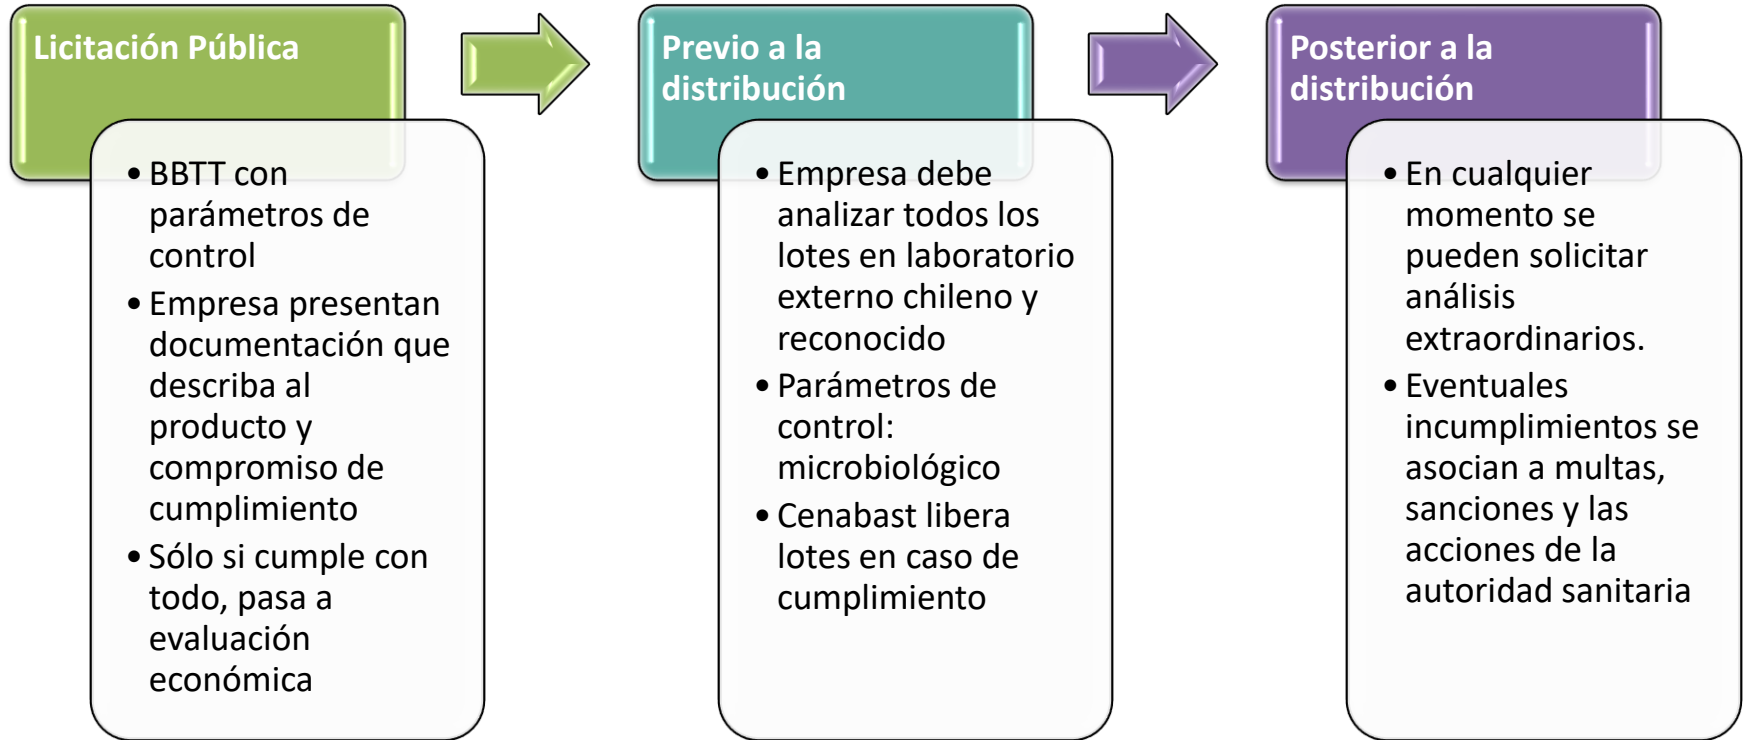 Licitación Pública
• BBTT con
parámetros de
control
• Empresa presentan
documentación que
describa al
producto y
compromiso de
cumplimiento
• Sólo si cumple con
todo, pasa a
evaluación
económica
Previo a la
distribución
• Empresa debe
analizar todos los
lotes en laboratorio
externo chileno y
reconocido
• Parámetros de
control:
microbiológico
• Cenabast libera
lotes en caso de
cumplimiento
Posterior a la
distribución
• En cualquier
momento se
pueden solicitar
análisis
extraordinarios.
• Eventuales
incumplimientos se
asocian a multas,
sanciones y las
acciones de la
autoridad sanitaria